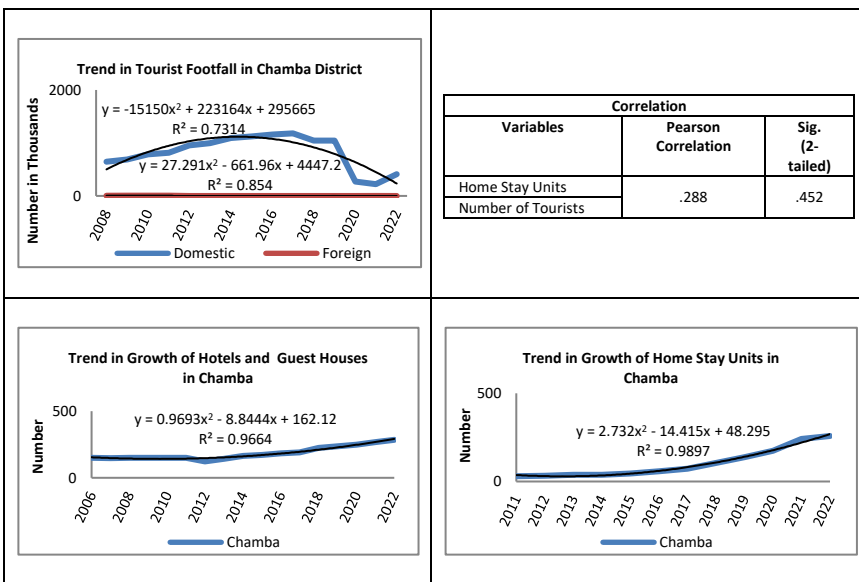 Trend in Tourist Footfall in Chamba District
Number in Thousands
2000
0
y = -15150x² + 223164x + 295665
R² = 0.7314
y = 27.291x² - 661.96x + 4447.2
R² = 0.854
2008
2010
2012
2014
2016
2018
2020
2022
Domestic
Foreign
Correlation
Variables
Pearson
Correlation
Sig.
(2-
tailed)
Home Stay Units
Number of Tourists
.288
.452
Trend in Growth of Hotels and Guest Houses
in Chamba
Number
500
0
y = 0.9693x² - 8.8444x + 162.12
R² = 0.9664
2006
2008
2010
2012
2014
2016
2018
2020
2022
Chamba
Trend in Growth of Home Stay Units in
Chamba
Number
500
0
y = 2.732x² - 14.415x + 48.295
R² = 0.9897
2011
2012
2013
2014
2015
2016
2017
2018
2019
2020
2021
2022
Chamba